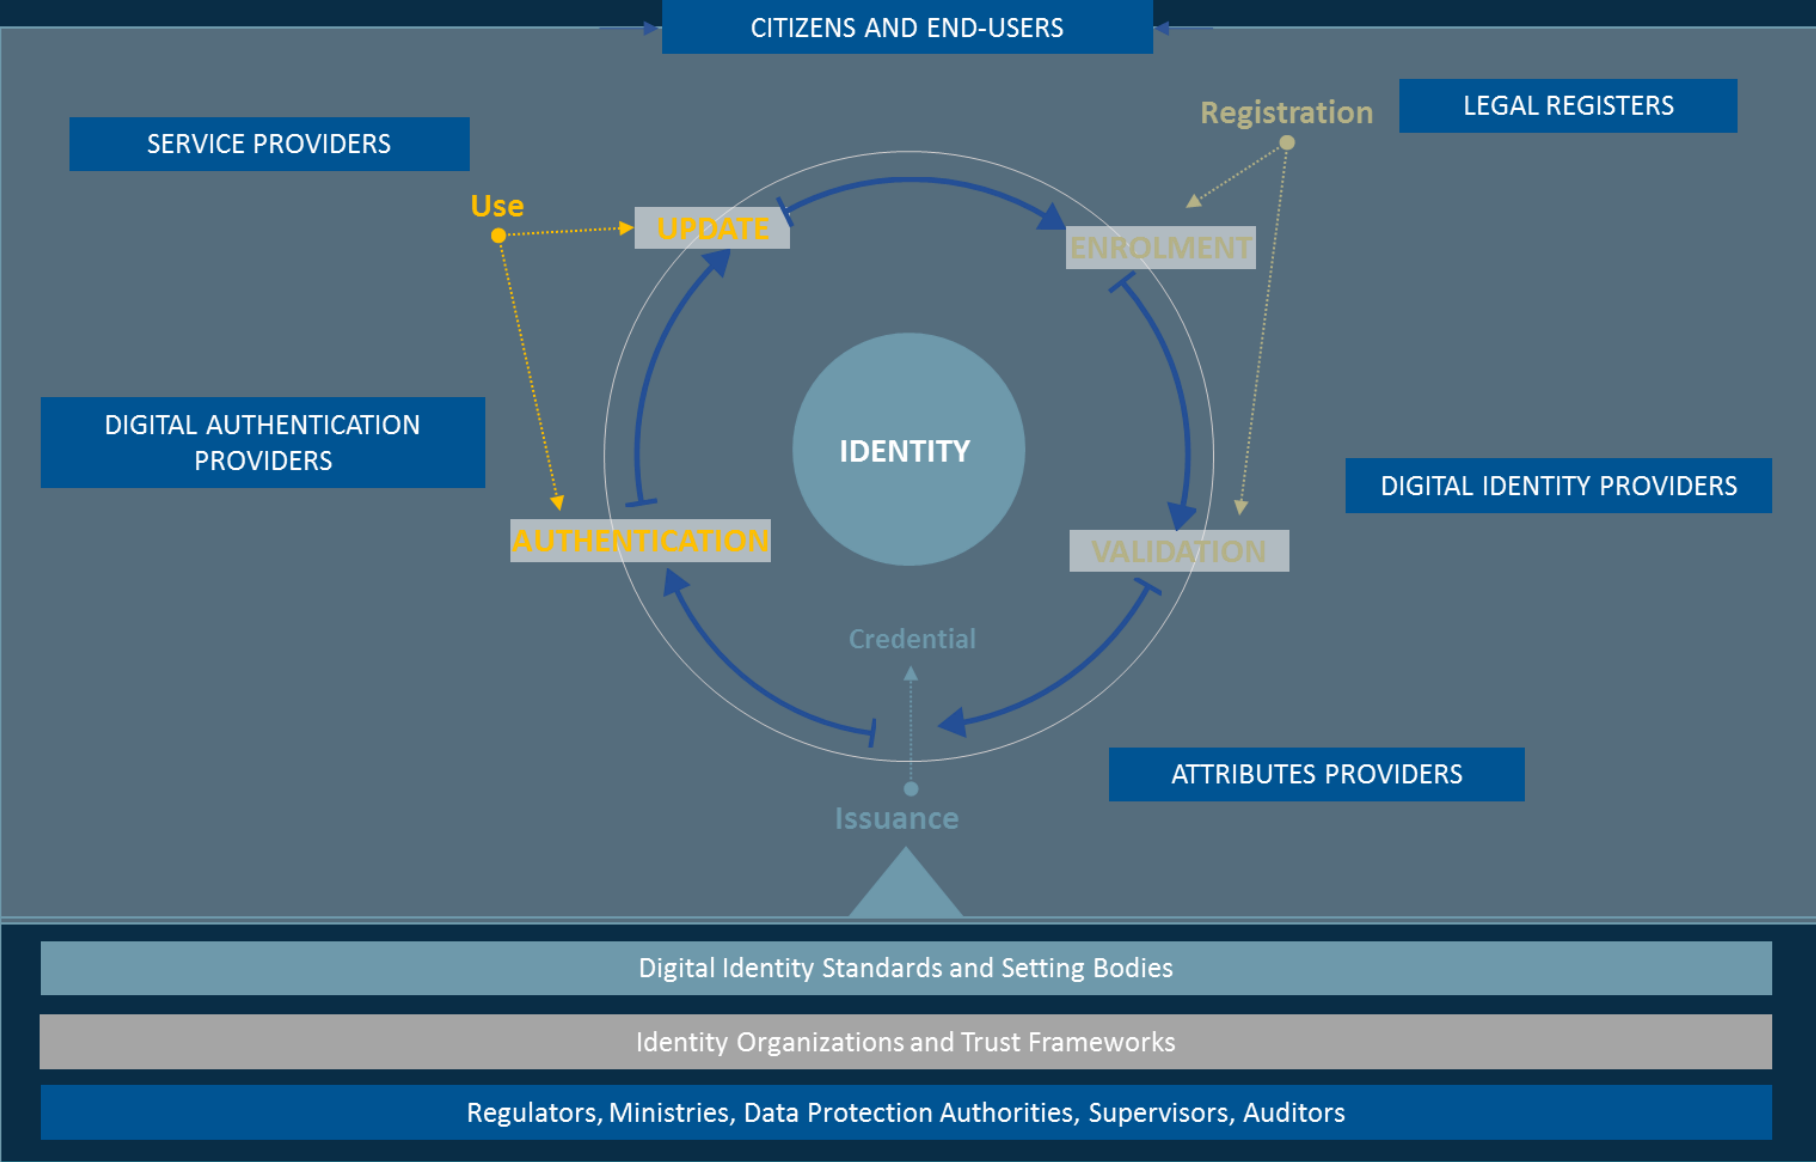 CITIZENS AND END-USERS
Registration
LEGAL REGISTERS
SERVICE PROVIDERS
Use
UPDATE
ENROLMENT
DIGITAL AUTHENTICATION
PROVIDERS
IDENTITY
DIGITAL IDENTITY PROVIDERS
AUTHENTICATION
VALIDATION
Credential
ATTRIBUTES PROVIDERS
Issuance
Digital Identity Standards and Setting Bodies
Identity Organizations and Trust Frameworks
Regulators, Ministries, Data Protection Authorities, Supervisors, Auditors